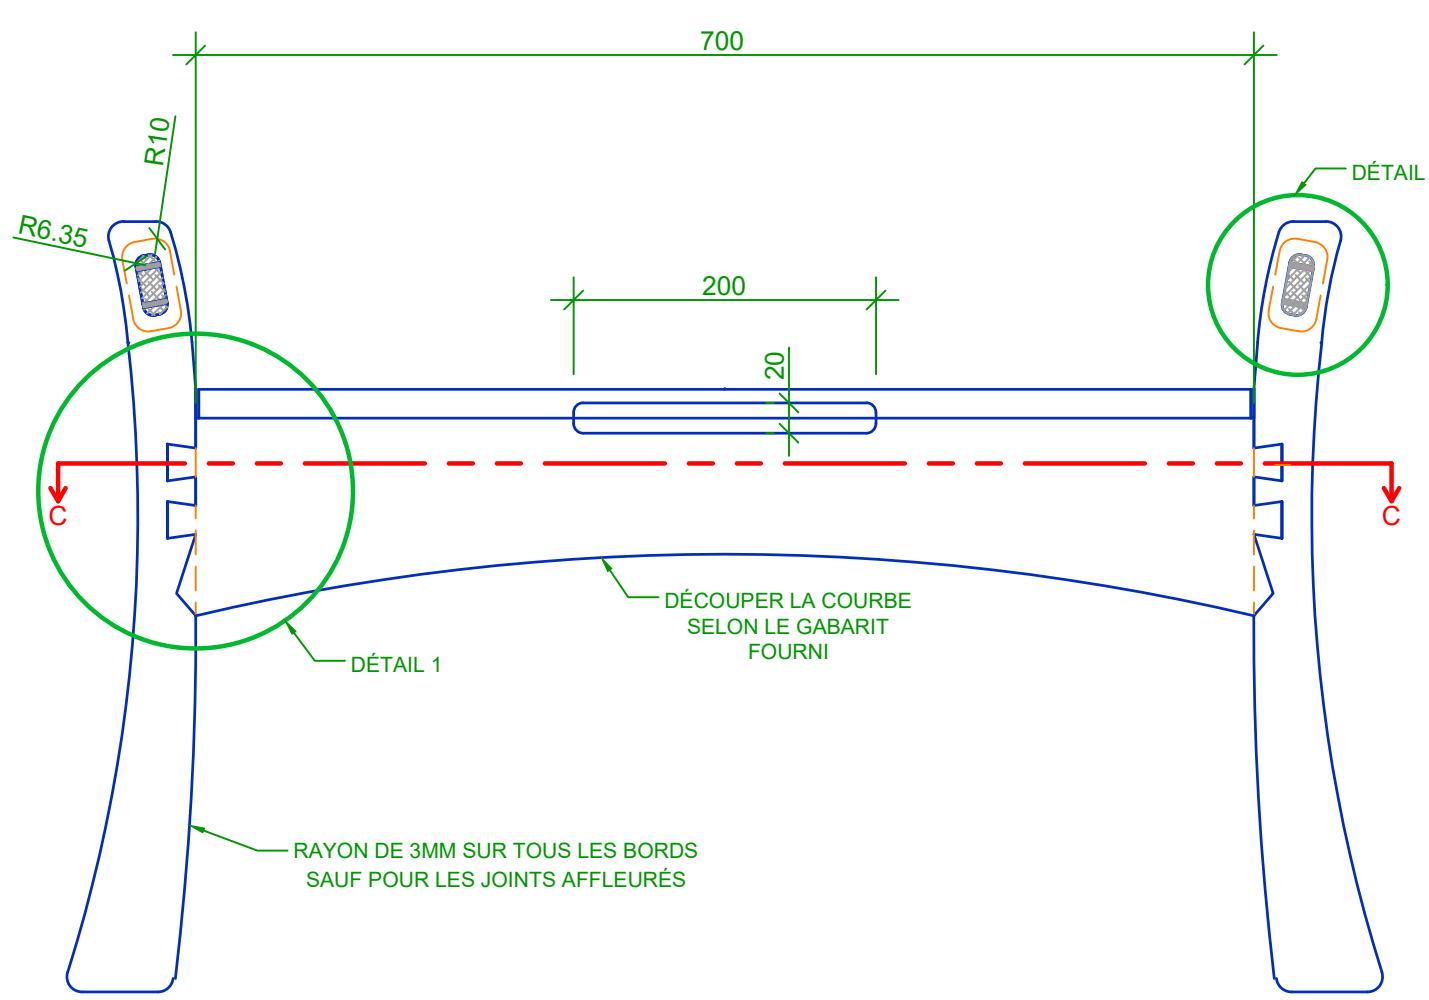 700
R10
DÉTAIL
R6.35
200
20
C
C
DÉCOUPER LA COURBE
SELON LE GABARIT
FOURNI
DÉTAIL 1
RAYON DE 3MM SUR TOUS LES BORDS
SAUF POUR LES JOINTS AFFLEURÉS